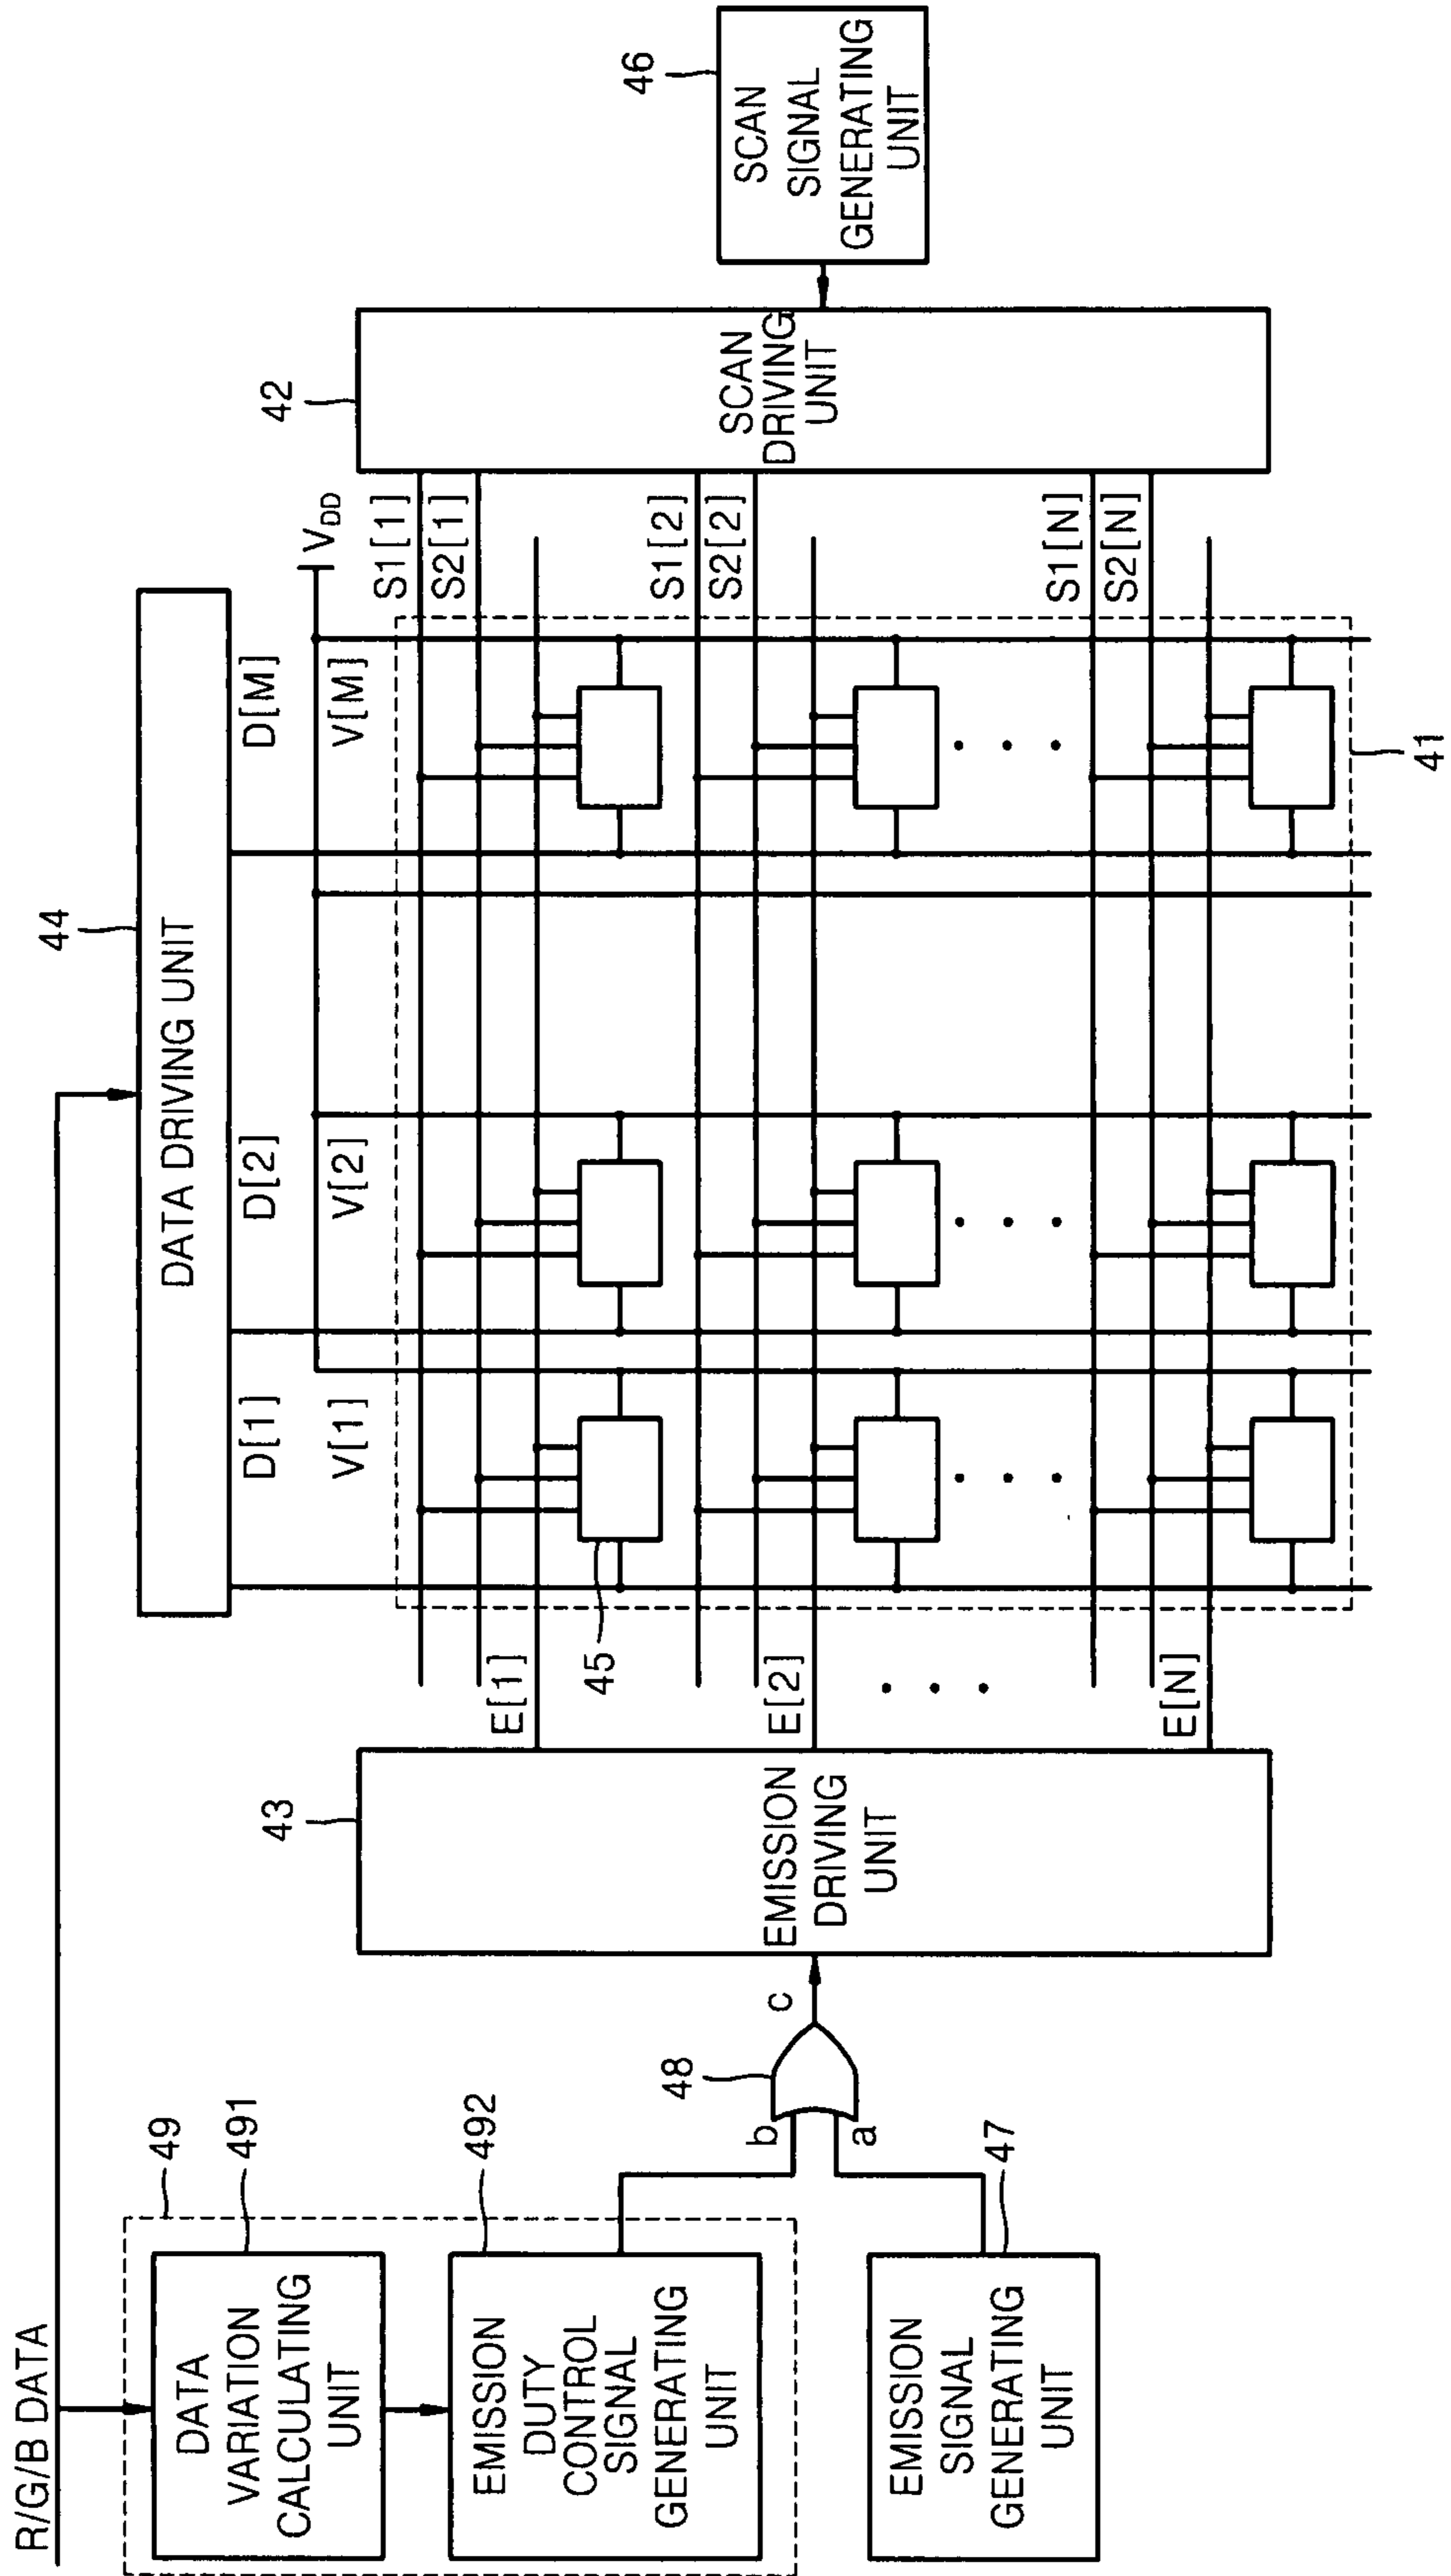 R/G/B DATA
49
491
DATA
VARIATION
CALCULATING
UNIT
492
EMISSION
DUTY
CONTROL
SIGNAL
GENERATING
UNIT
47
EMISSION
SIGNAL
GENERATING
UNIT
48
b
a
c
43
EMISSION
DRIVING
UNIT
E[1]
E[2]
E[N]
44
DATA DRIVING UNIT
D[1]
D[2]
D[M]
V[1]
V[2]
V[M]
VDD
45
41
S1[1]
S2[1]
S1[2]
S2[2]
S1[N]
S2[N]
42
SCAN
DRIVING
UNIT
46
SCAN
SIGNAL
GENERATING
UNIT